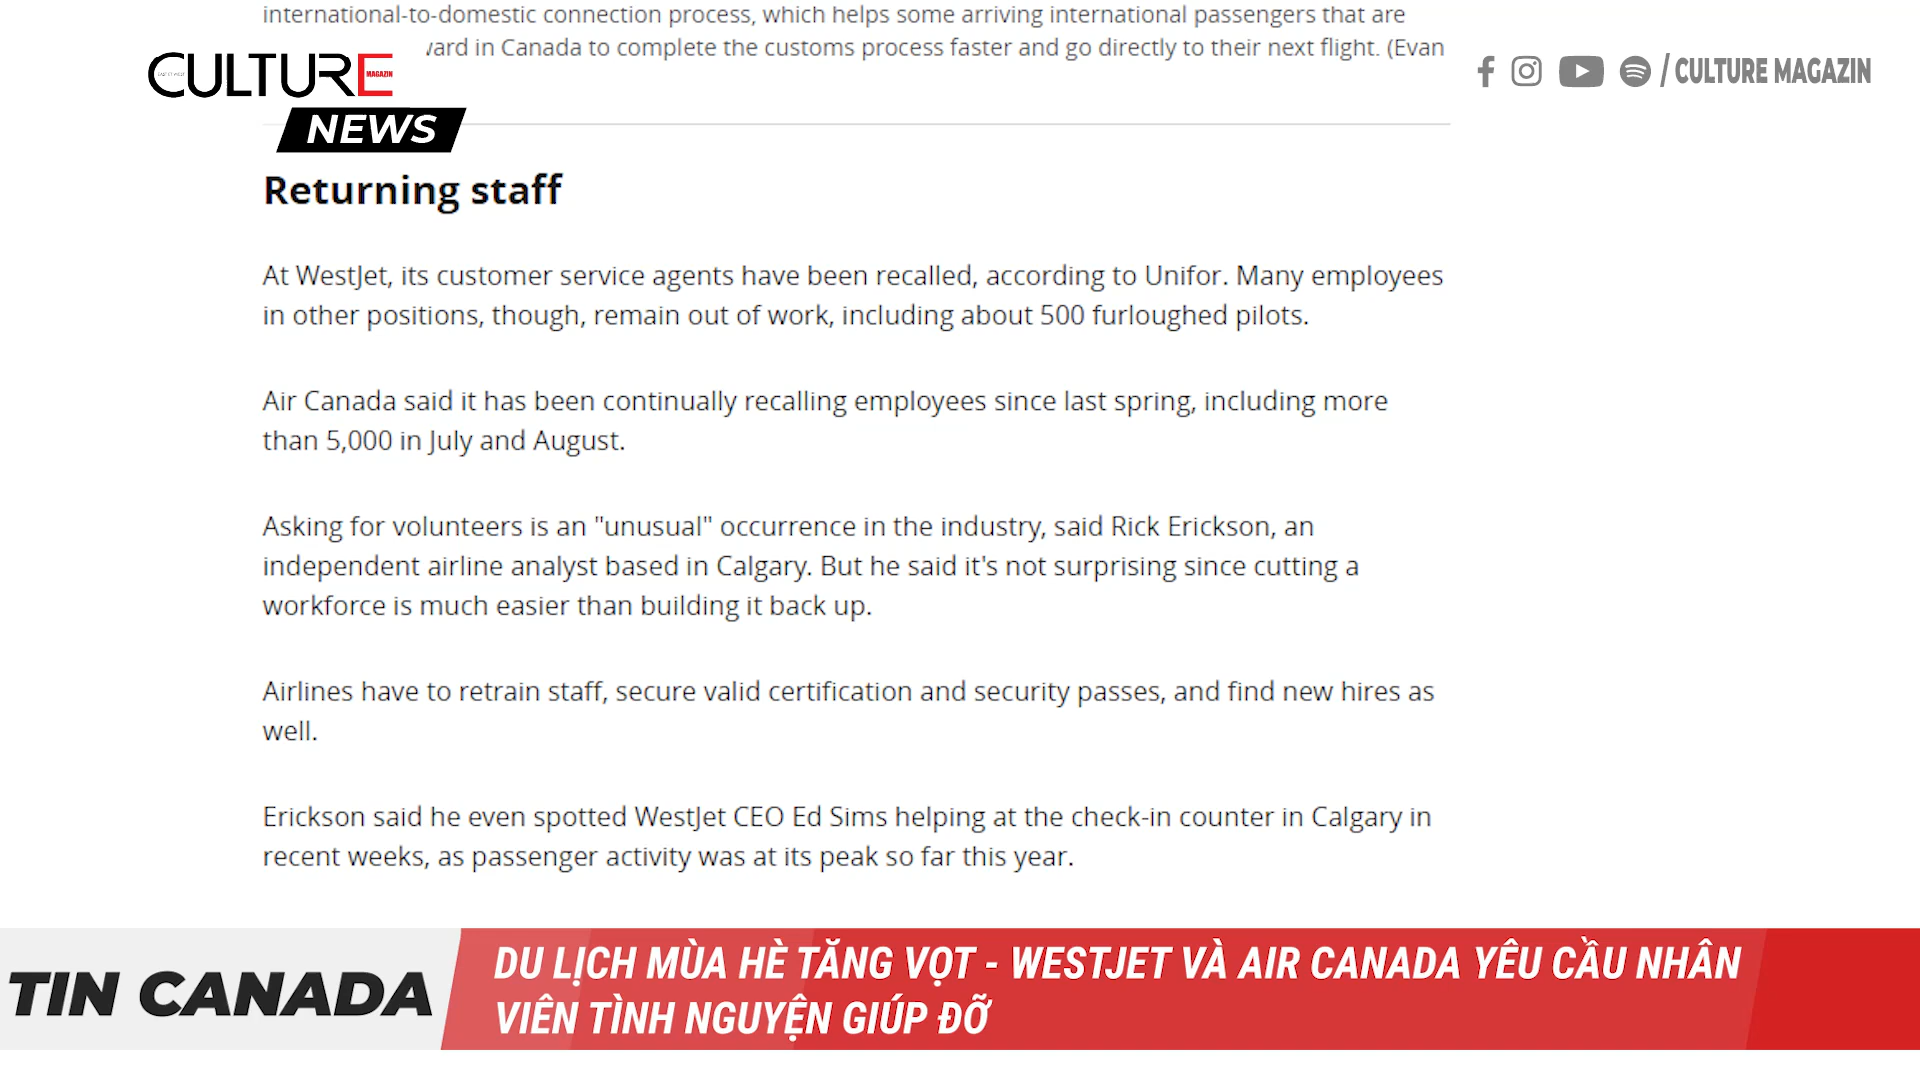 international-to-domestic connection process, which helps some arriving international passengers that are
in Canada to complete the customs process faster and go directly to their next flight. (Evan
CULTURE
MAGAZIN
NEWS
/ CULTURE MAGAZIN
Returning staff
At WestJet, its customer service agents have been recalled, according to Unifor. Many employees
in other positions, though, remain out of work, including about 500 furloughed pilots.
Air Canada said it has been continually recalling employees since last spring, including more
than 5,000 in July and August.
Asking for volunteers is an "unusual" occurrence in the industry, said Rick Erickson, an
independent airline analyst based in Calgary. But he said it's not surprising since cutting a
workforce is much easier than building it back up.
Airlines have to retrain staff, secure valid certification and security passes, and find new hires as
well.
Erickson said he even spotted WestJet CEO Ed Sims helping at the check-in counter in Calgary in
recent weeks, as passenger activity was at its peak so far this year.
TIN CANADA
DU LỊCH MÙA HÈ TĂNG VỌT - WESTJET VÀ AIR CANADA YÊU CẦU NHÂN
VIÊN TÌNH NGUYỆN GIÚP ĐỠ